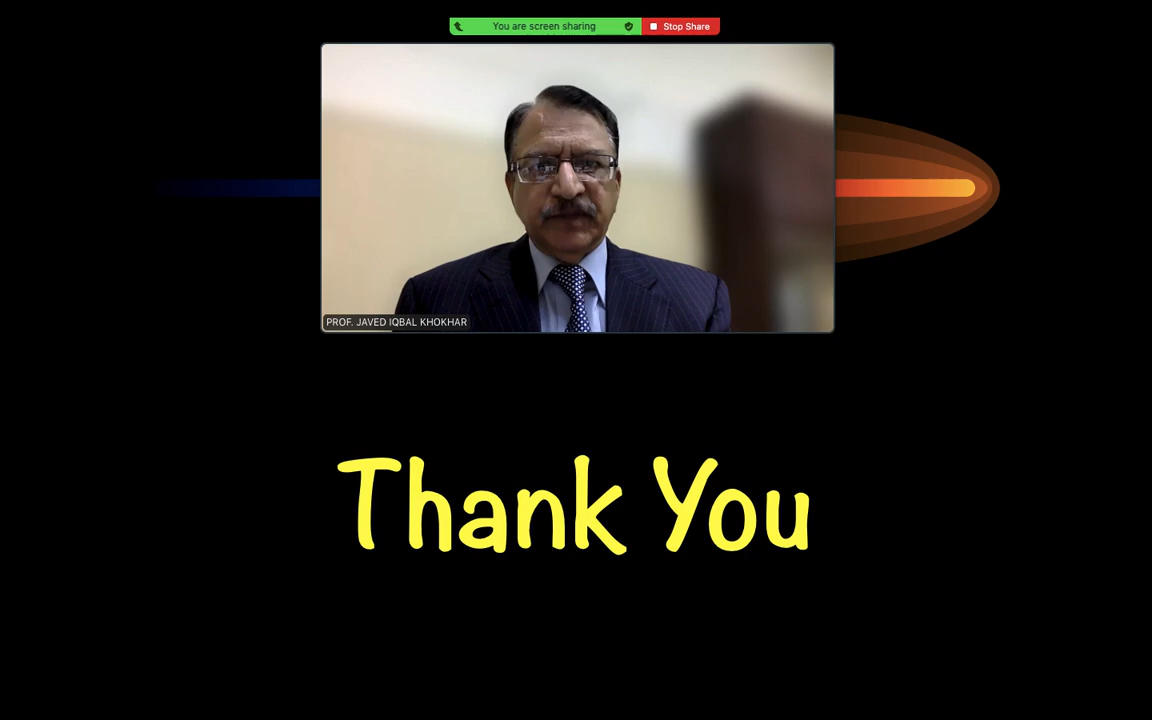 You are screen sharing
Stop Share
PROF. JAVED IQBAL KHOKHAR
Thank You